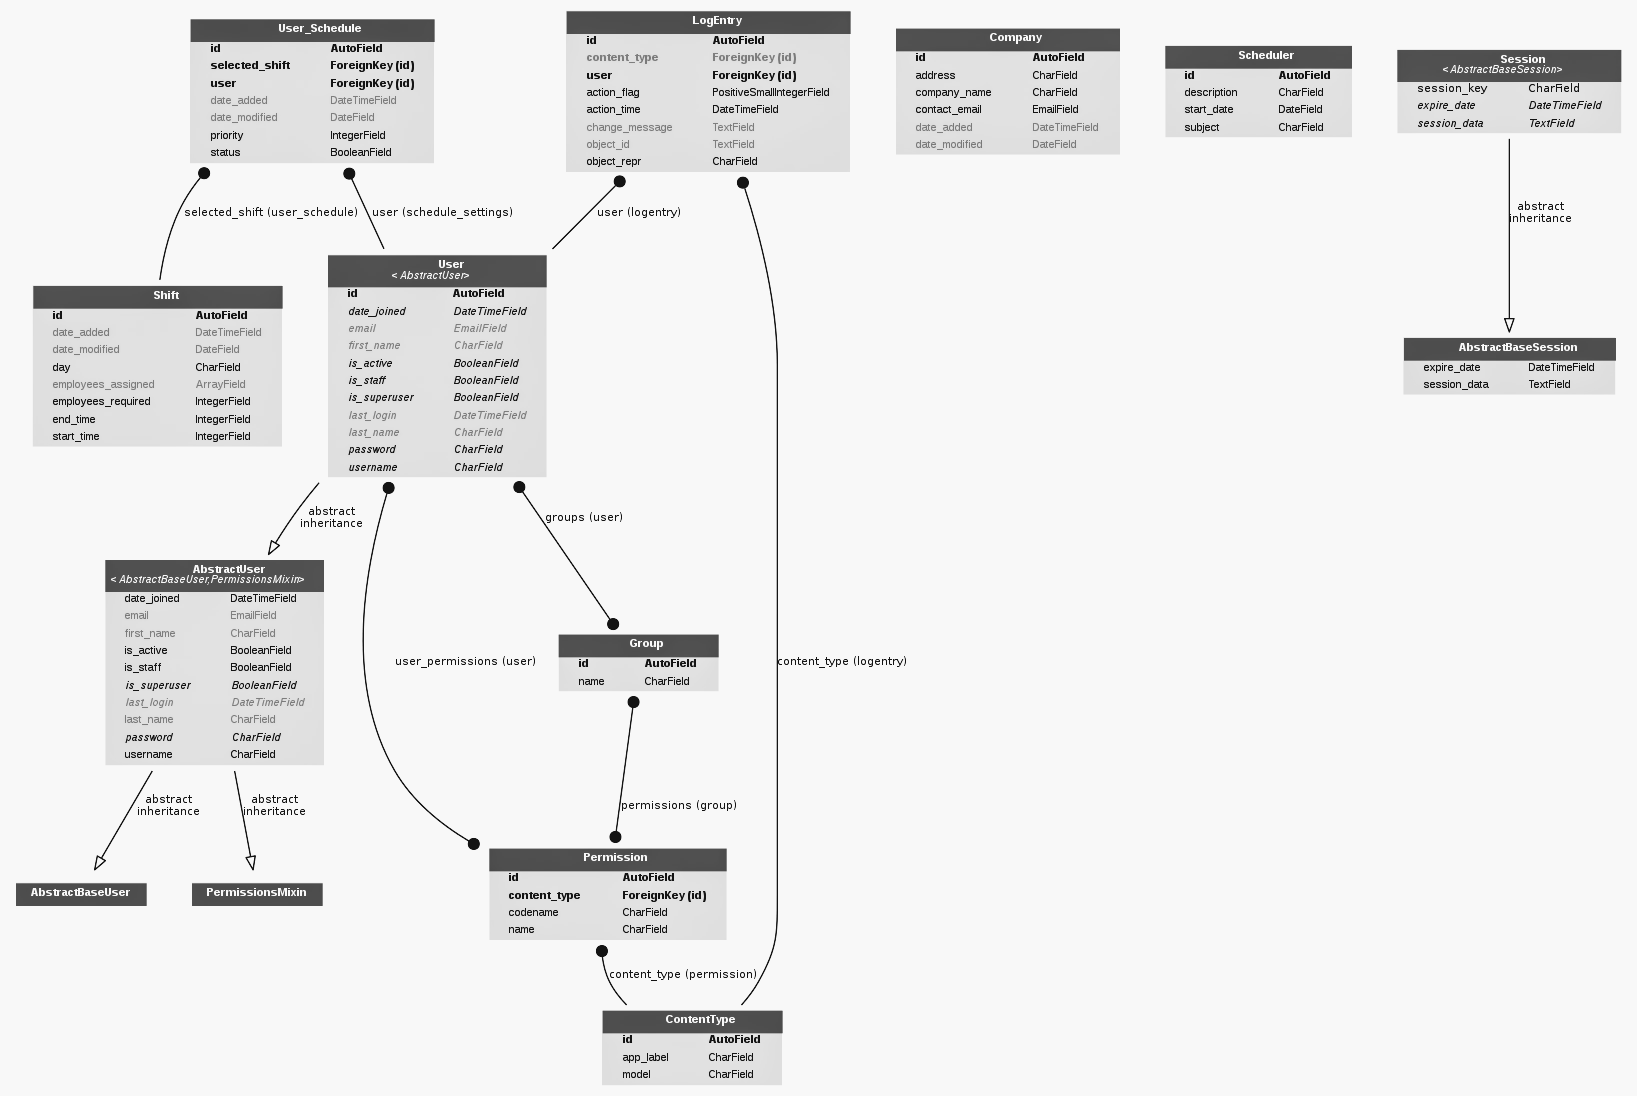 User_Schedule
id AutoField
selected_shift ForeignKey (id)
user ForeignKey (id)
date_added DateTimeField
date_modified DateField
priority IntegerField
status BooleanField
LogEntry
id AutoField
content_type ForeignKey (id)
user ForeignKey (id)
action_flag PositiveSmallIntegerField
action_time DateTimeField
change_message TextField
object_id TextField
object_repr CharField
Company
id AutoField
address CharField
company_name CharField
contact_email EmailField
date_added DateTimeField
date_modified DateField
Scheduler
id AutoField
description CharField
start_date DateField
subject CharField
Session
<AbstractBaseSession>
session_key CharField
expire_date DateTimeField
session_data TextField
selected_shift (user_schedule)
user (schedule_settings)
user (logentry)
abstract
inheritance
Shift
id AutoField
date_added DateTimeField
date_modified DateField
day CharField
employees_assigned ArrayField
employees_required IntegerField
end_time IntegerField
start_time IntegerField
User
< AbstractUser>
id AutoField
date_joined DateTimeField
email EmailField
first_name CharField
is_active BooleanField
is_staff BooleanField
is_superuser BooleanField
last_login DateTimeField
last_name CharField
password CharField
username CharField
AbstractBaseSession
expire_date DateTimeField
session_data TextField
abstract
inheritance
groups (user)
AbstractUser
< AbstractBaseUser,PermissionsMixin>
date_joined DateTimeField
email EmailField
first_name CharField
is_active BooleanField
is_staff BooleanField
is_superuser BooleanField
last_login DateTimeField
last_name CharField
password CharField
username CharField
user_permissions (user)
Group
id AutoField
name CharField
content_type (logentry)
abstract
inheritance
abstract
inheritance
permissions (group)
AbstractBaseUser
PermissionsMixin
Permission
id AutoField
content_type ForeignKey (id)
codename CharField
name CharField
content_type (permission)
ContentType
id AutoField
app_label CharField
model CharField